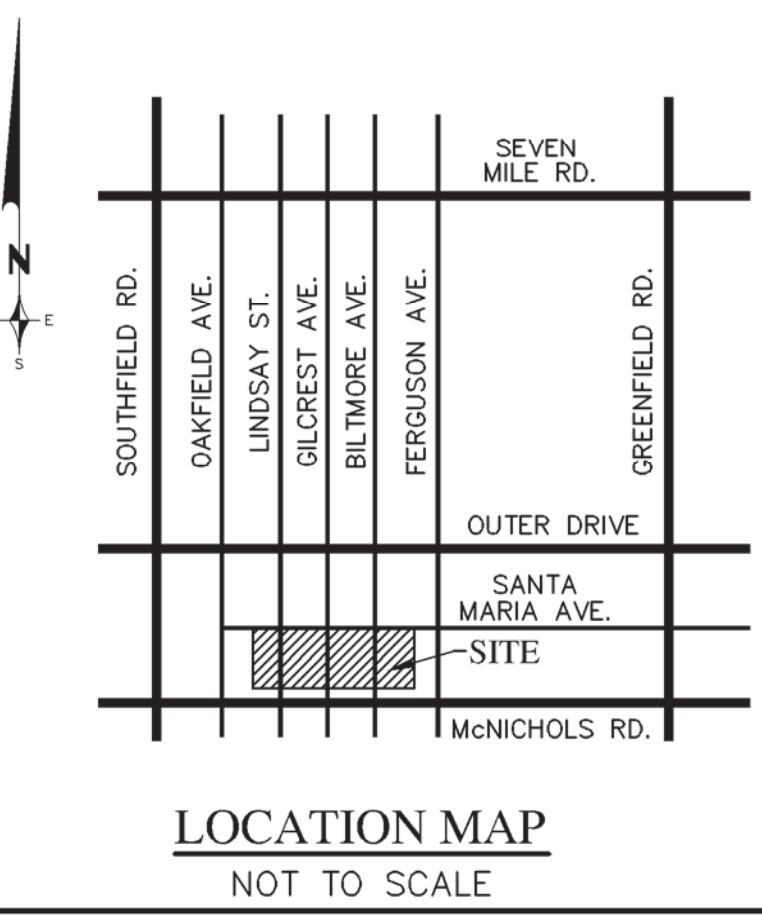 N
E
S
SEVEN
MILE RD.
SOUTHFIELD RD.
OAKFIELD AVE.
LINDSAY ST.
GILCREST AVE.
BILTMORE AVE.
FERGUSON AVE.
GREENFIELD RD.
OUTER DRIVE
SANTA
MARIA AVE.
SITE
McNICHOLS RD.
LOCATION MAP
NOT TO SCALE